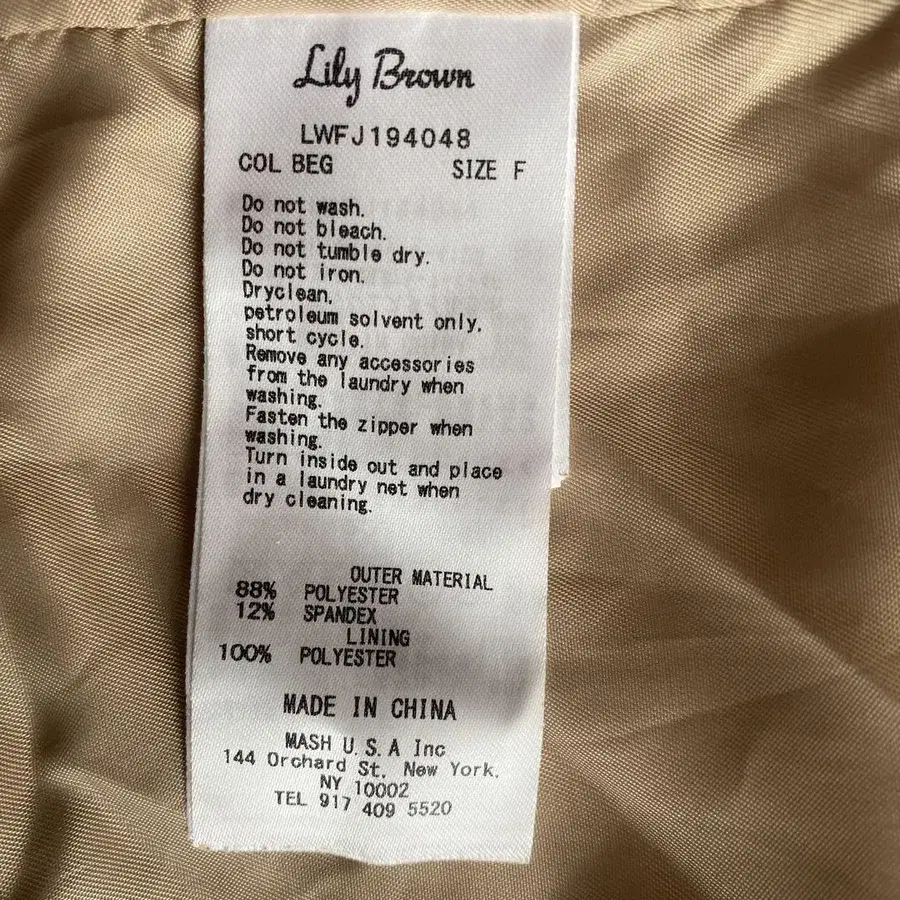 Lily Brown
LWFJ194048
COL BEG SIZE F
Do not wash.
Do not bleach.
Do not tumble dry.
Do not iron.
Dryclean,
petroleum solvent only,
short cycle.
Remove any accessories
from the laundry when
washing.
Fasten the zipper when
washing.
Turn inside out and place
in a laundry net when
dry cleaning.
OUTER MATERIAL
88% POLYESTER
12% SPANDEX
LINING
100% POLYESTER
MADE IN CHINA
MASH U.S.A Inc
144 Orchard St, New York,
NY 10002
TEL 917 409 5520